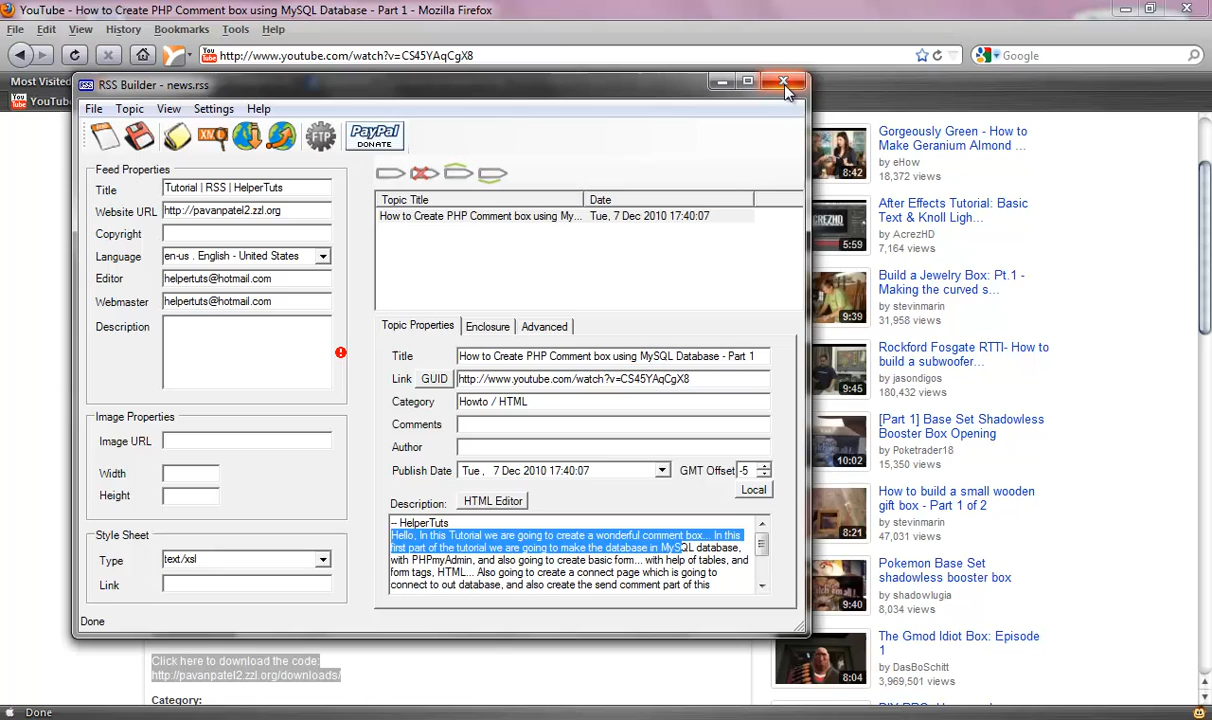 YouTube - How to Create PHP Comment box using MySQL Database - Part 1 - Mozilla Firefox
File Edit View History Bookmarks Tools Help
http://www.youtube.com/watch?v=CS45YAqCgX8
Google
Most Visited
YouTube
RSS Builder - news.rss
File Topic View Settings Help
XML
FTP
PayPal
DONATE
Feed Properties
Title Tutorial | RSS | HelperTuts
Website URL http://pavanpatel2.zzl.org
Copyright
Language en-us . English - United States
Editor helpertuts@hotmail.com
Webmaster helpertuts@hotmail.com
Description
Image Properties
Image URL
Width
Height
Style Sheet
Type text/xsl
Link
Topic Title Date
How to Create PHP Comment box using My... Tue, 7 Dec 2010 17:40:07
Topic Properties Enclosure Advanced
Title How to Create PHP Comment box using MySQL Database - Part 1
Link GUID http://www.youtube.com/watch?v=CS45YAqCgX8
Category Howto / HTML
Comments
Author
Publish Date Tue , 7 Dec 2010 17:40:07 GMT Offset -5
Local
Description: HTML Editor
-- HelperTuts
Hello, In this Tutorial we are going to create a wonderful comment box... In this
first part of the tutorial we are going to make the database in MySQL database,
with PHPmyAdmin, and also going to create basic form... with help of tables, and
form tags, HTML... Also going to create a connect page which is going to
connect to out database, and also create the send comment part of this
Done
Click here to download the code:
http://pavanpatel2.zzl.org/downloads/
Category:
8:42
Gorgeously Green - How to
Make Geranium Almond ...
by eHow
18,372 views
5:59
After Effects Tutorial: Basic
Text & Knoll Ligh...
by AcrezHD
7,164 views
9:39
Build a Jewelry Box: Pt.1 -
Making the curved s...
by stevinmarin
31,958 views
9:45
Rockford Fosgate RTTI- How to
build a subwoofer...
by jasondigos
180,432 views
10:02
[Part 1] Base Set Shadowless
Booster Box Opening
by Poketrader18
15,350 views
9:26
How to build a small wooden
gift box - Part 1 of 2
by stevinmarin
47,031 views
9:40
Pokemon Base Set
shadowless booster box
by shadowlugia
8,034 views
8:04
The Gmod Idiot Box: Episode
1
by DasBoSchitt
3,969,501 views
Done